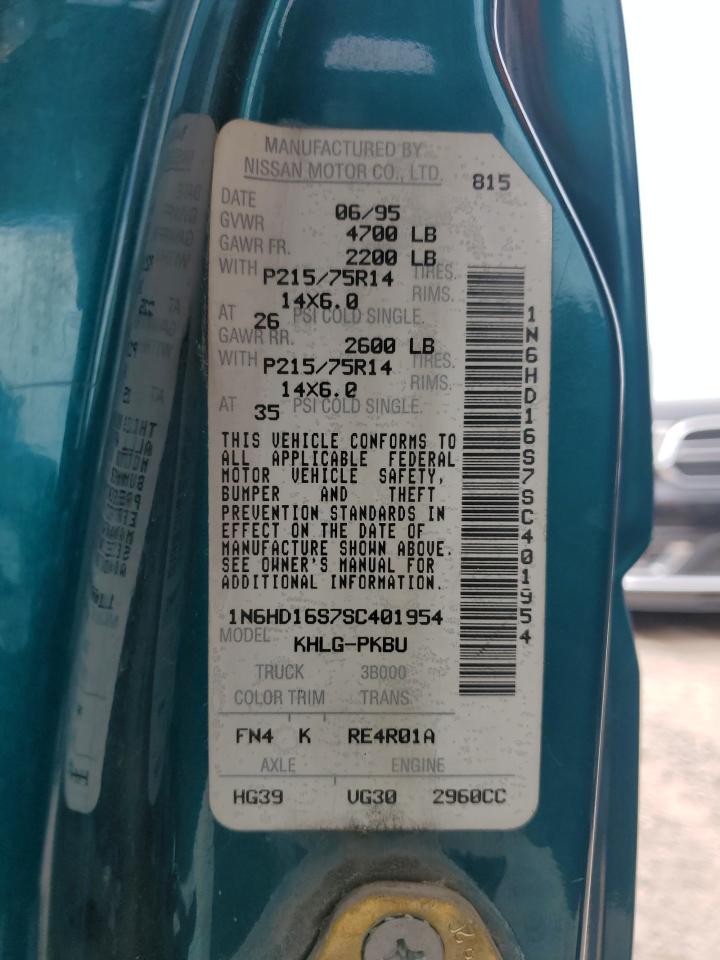 MANUFACTURED BY
NISSAN MOTOR CO., LTD.
815
DATE 06/95
GVWR 4700 LB
GAWR FR. 2200 LB
WITH P215/75R14 TIRES.
14X6.0 RIMS.
AT 26 PSI COLD SINGLE.
GAWR RR. 2600 LB
WITH P215/75R14 TIRES.
14X6.0 RIMS.
AT 35 PSI COLD SINGLE.
THIS VEHICLE CONFORMS TO
ALL APPLICABLE FEDERAL
MOTOR VEHICLE SAFETY,
BUMPER AND THEFT
PREVENTION STANDARDS IN
EFFECT ON THE DATE OF
MANUFACTURE SHOWN ABOVE.
SEE OWNER'S MANUAL FOR
ADDITIONAL INFORMATION.
1N6HD16S7SC401954
MODEL KHLG-PKBU
TRUCK 3B000
COLOR TRIM TRANS.
FN4 K RE4R01A
AXLE ENGINE
HG39 VG30 2960CC
1N6HD16S7SC401954